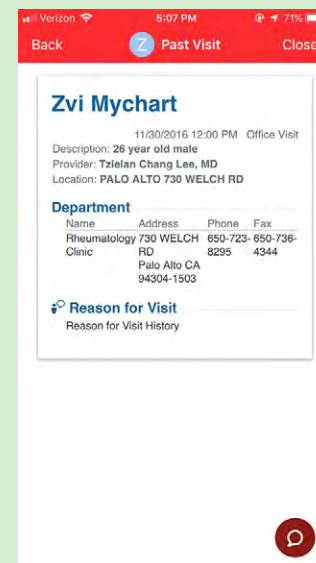 Verizon 5:07 PM 71%
Back Z Past Visit Close
Zvi Mychart
11/30/2016 12:00 PM Office Visit
Description: 26 year old male
Provider: Tzielan Chang Lee, MD
Location: PALO ALTO 730 WELCH RD
Department
Name Address Phone Fax
Rheumatology 730 WELCH 650-723- 650-736-
Clinic RD 8295 4344
Palo Alto CA
94304-1503
Reason for Visit
Reason for Visit History